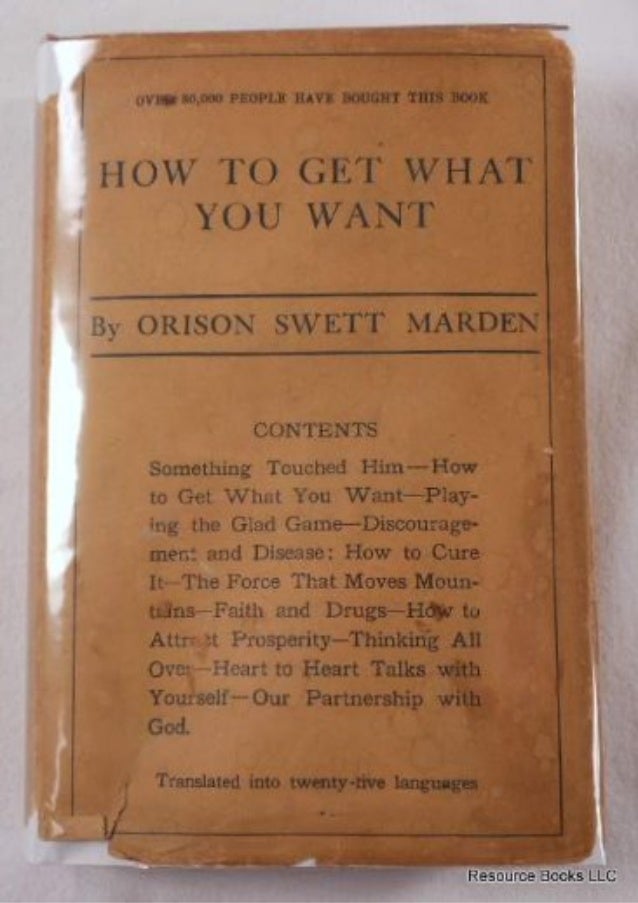 OVER 80,000 PEOPLE HAVE BOUGHT THIS BOOK
HOW TO GET WHAT
YOU WANT
By ORISON SWETT MARDEN
CONTENTS
Something Touched Him—How
to Get What You Want—Play-
ing the Glad Game—Discourage-
ment and Disease: How to Cure
It—The Force That Moves Moun-
tains—Faith and Drugs—How to
Attract Prosperity—Thinking All
Over—Heart to Heart Talks with
Yourself—Our Partnership with
God.
Translated into twenty-five languages
Resource Books LLC